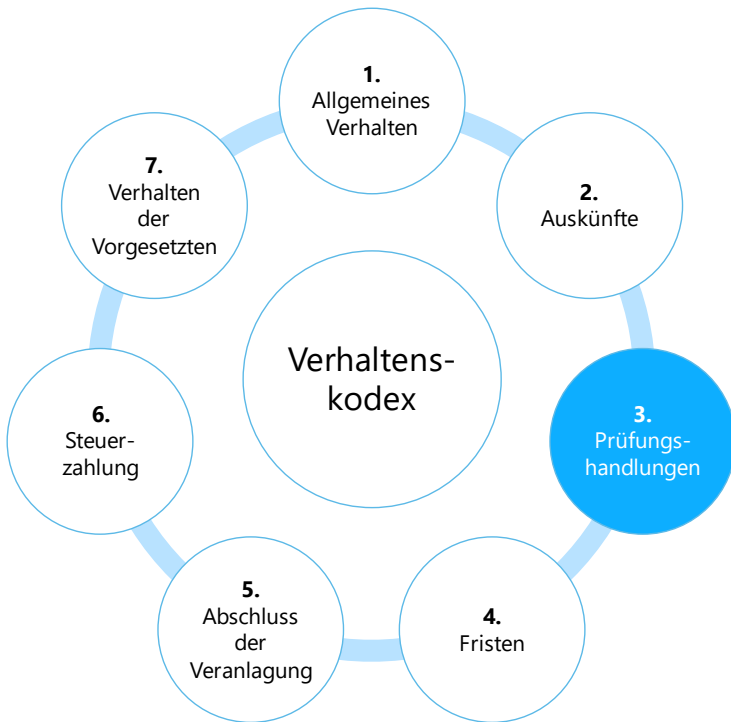 1.
Allgemeines
Verhalten
2.
Auskünfte
3.
Prüfungs-
handlungen
4.
Fristen
5.
Abschluss
der
Veranlagung
6.
Steuer-
zahlung
7.
Verhalten
der
Vorgesetzten
Verhaltens-
kodex